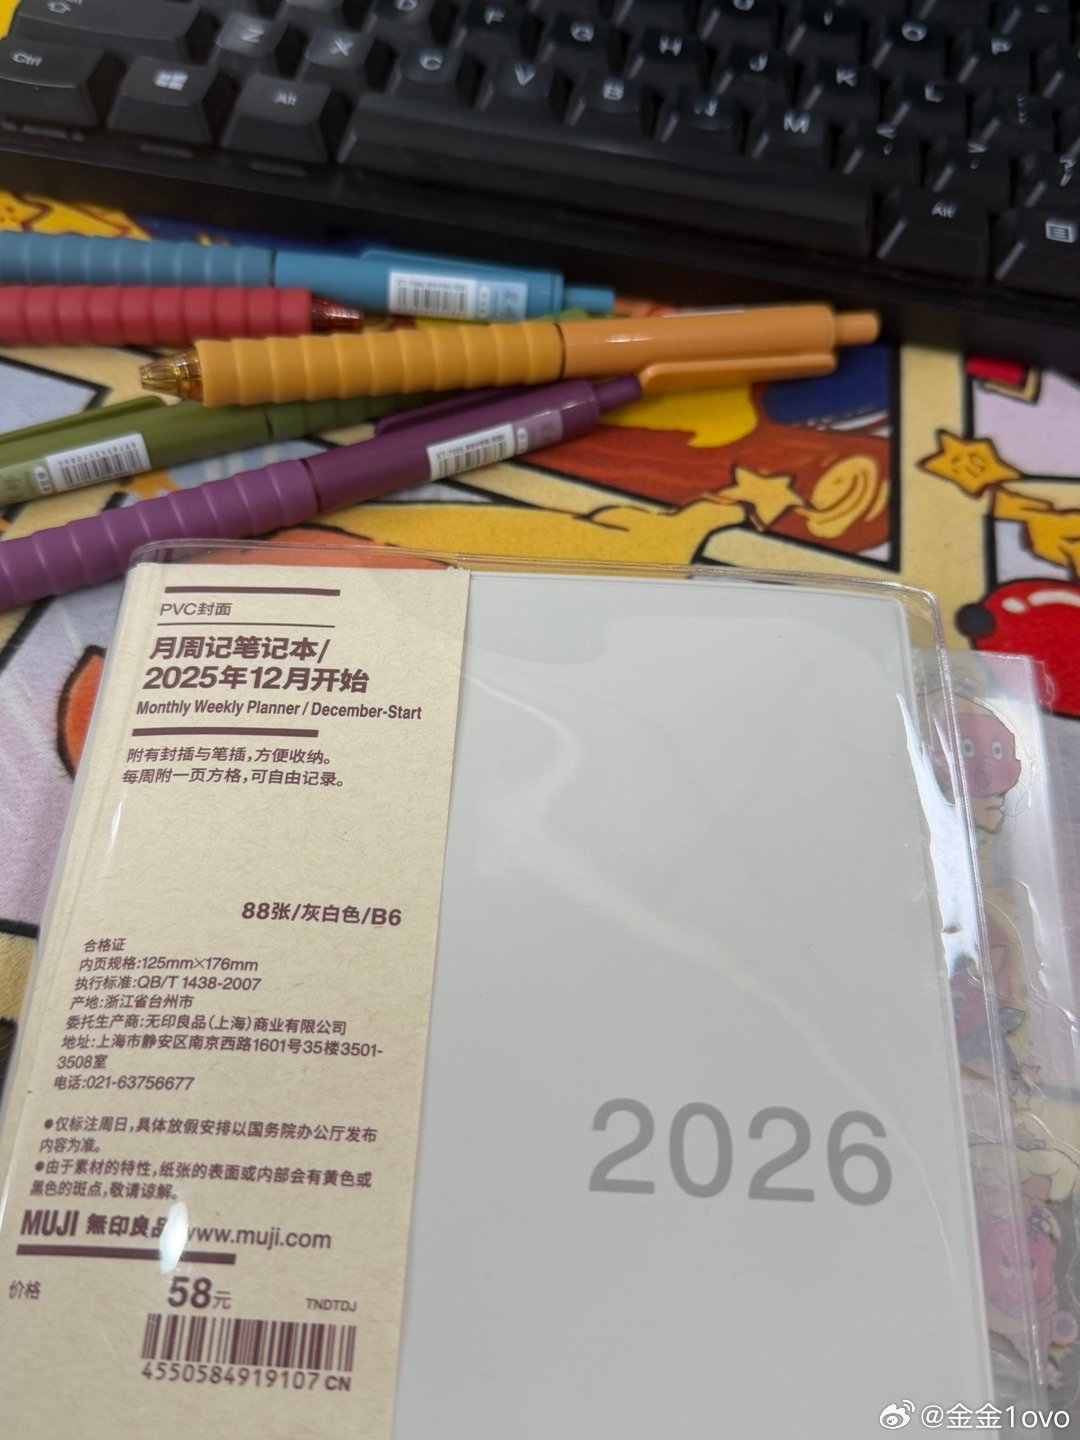 Ctrl
Alt
Z
X
C
V
B
N
M
D
F
G
H
J
K
L
O
P
Alt
PVC封面
月周记笔记本/
2025年12月开始
Monthly Weekly Planner / December-Start
附有封插与笔插,方便收纳。
每周附一页方格,可自由记录。
88张/灰白色/B6
合格证
内页规格:125mm×176mm
执行标准:QB/T 1438-2007
产地:浙江省台州市
委托生产商:无印良品(上海)商业有限公司
地址:上海市静安区南京西路1601号35楼3501-
3508室
电话:021-63756677
●仅标注周日,具体放假安排以国务院办公厅发布
内容为准。
●由于素材的特性,纸张的表面或内部会有黄色或
黑色的斑点,敬请谅解。
MUJI 無印良品
www.muji.com
价格
58元
TNDTDJ
4550584919107 CN
2026
@金金1ovo